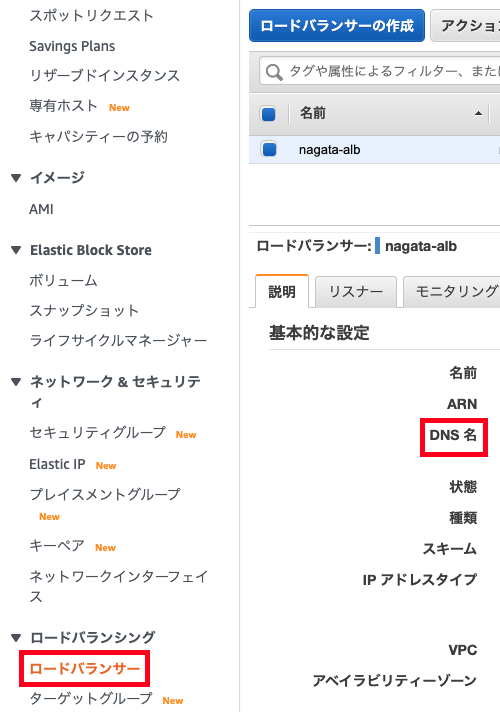 スポットリクエスト
Savings Plans
リザーブドインスタンス
専有ホスト New
キャパシティーの予約
イメージ
AMI
Elastic Block Store
ボリューム
スナップショット
ライフサイクルマネージャー
ネットワーク & セキュリテ
ィ
セキュリティグループ New
Elastic IP New
プレイスメントグループ
New
キーペア New
ネットワークインターフェイ
ス
ロードバランシング
ロードバランサー
ターゲットグループ New
ロードバランサーの作成 アクショ
タグや属性によるフィルター、また
名前
nagata-alb
ロードバランサー: nagata-alb
説明 リスナー モニタリング
基本的な設定
名前
ARN
DNS 名
状態
種類
スキーム
IP アドレスタイプ
VPC
アベイラビリティーゾーン